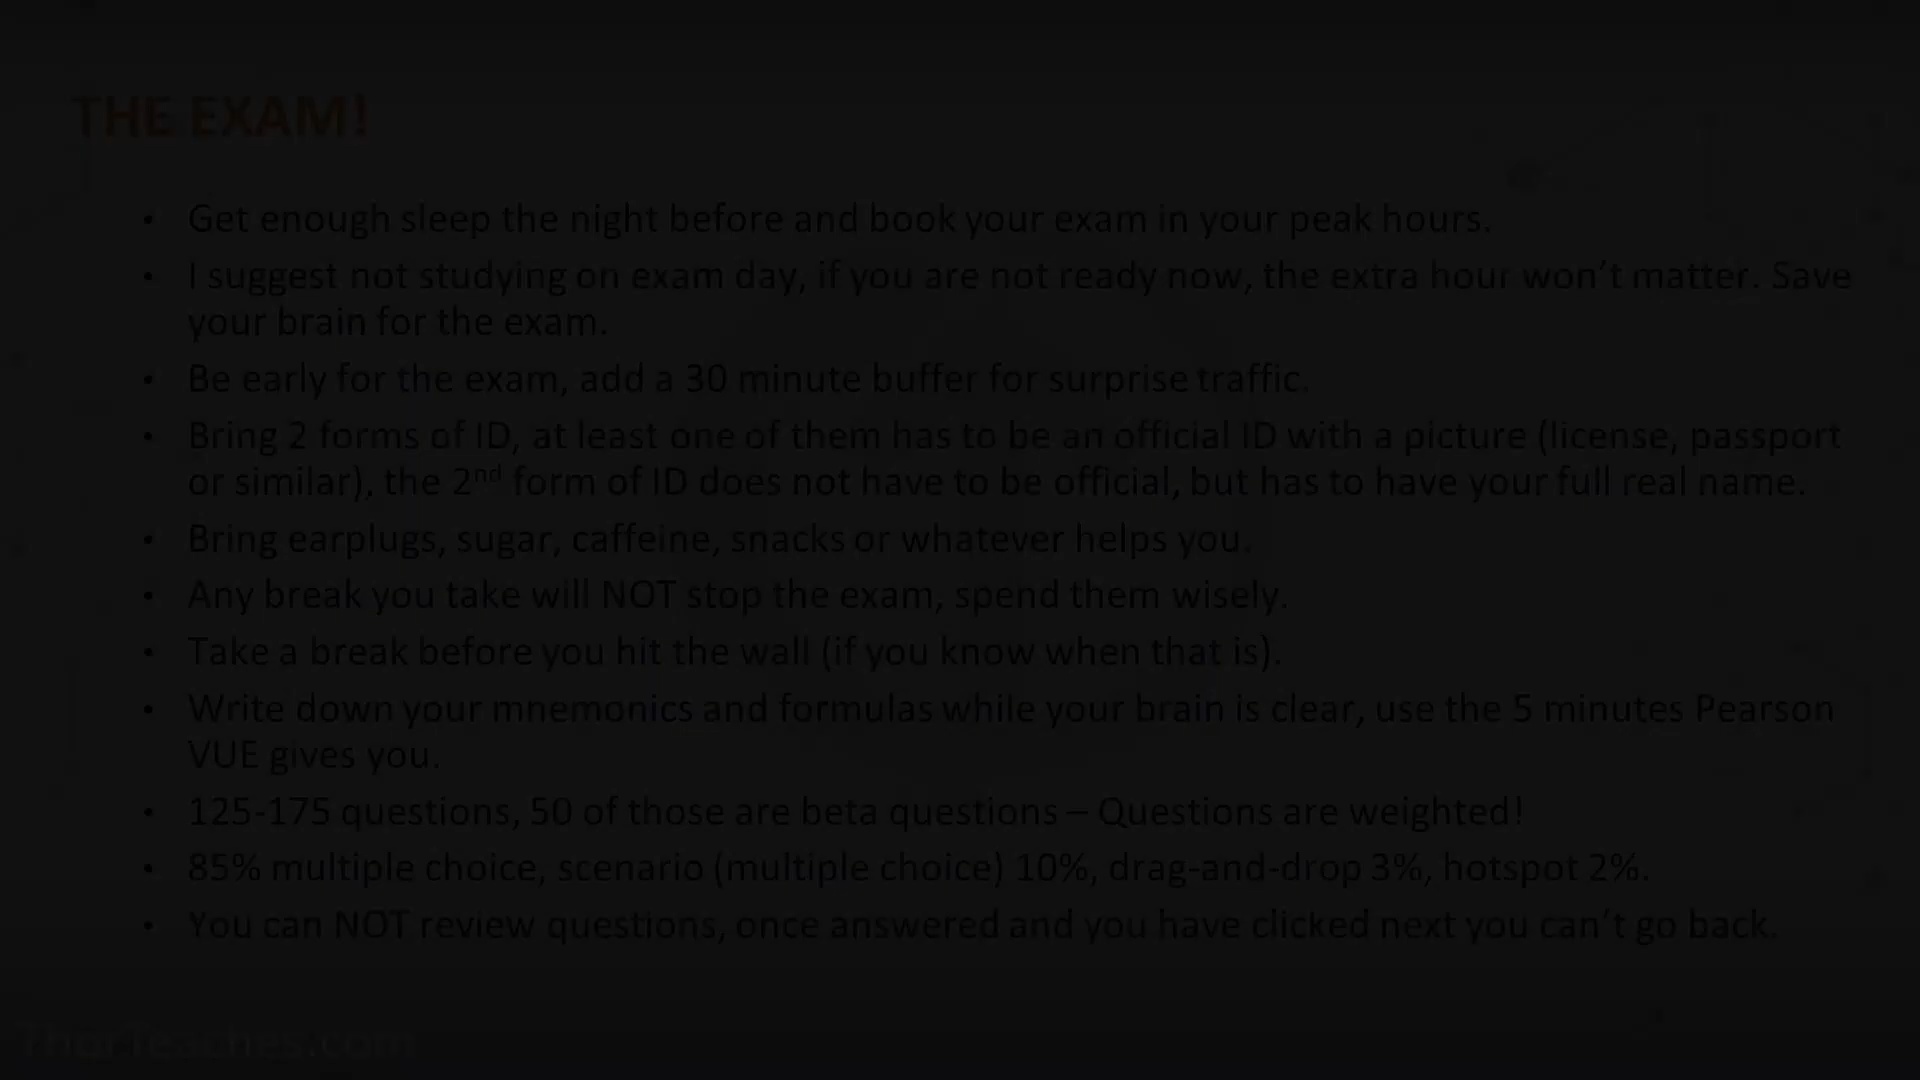 THE EXAM!
• Get enough sleep the night before and book your exam in your peak hours.
• I suggest not studying on exam day, if you are not ready now, the extra hour won’t matter. Save
your brain for the exam.
• Be early for the exam, add a 30 minute buffer for surprise traffic.
• Bring 2 forms of ID, at least one of them has to be an official ID with a picture (license, passport
or similar), the 2nd form of ID does not have to be official, but has to have your full real name.
• Bring earplugs, sugar, caffeine, snacks or whatever helps you.
• Any break you take will NOT stop the exam, spend them wisely.
• Take a break before you hit the wall (if you know when that is).
• Write down your mnemonics and formulas while your brain is clear, use the 5 minutes Pearson
VUE gives you.
• 125-175 questions, 50 of those are beta questions – Questions are weighted!
• 85% multiple choice, scenario (multiple choice) 10%, drag-and-drop 3%, hotspot 2%.
• You can NOT review questions, once answered and you have clicked next you can’t go back.
ThorTeaches.com